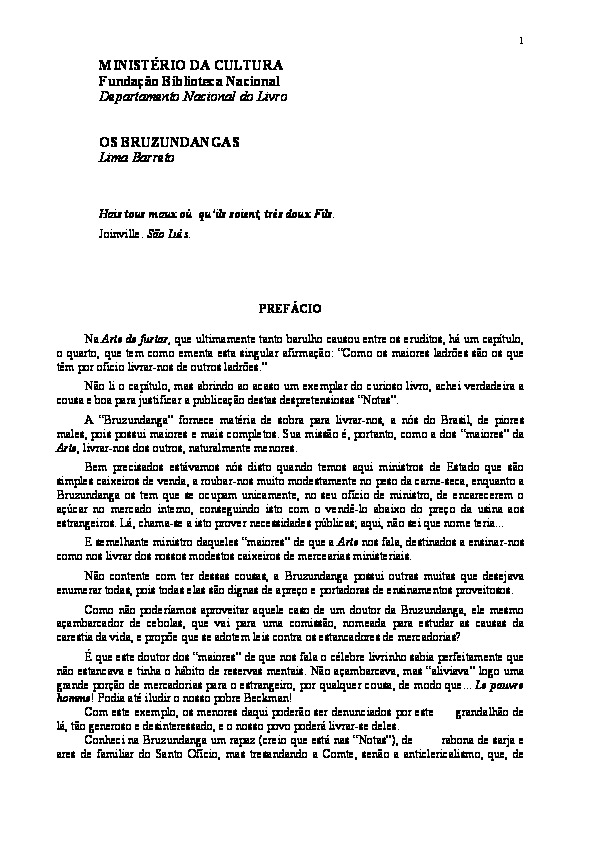 1
MINISTÉRIO DA CULTURA
Fundação Biblioteca Nacional
Departamento Nacional do Livro
OS BRUZUNDANGAS
Lima Barreto
Hais tous maux où qu'ils soient, très doux Fils.
Joinville. São Luís.
PREFÁCIO
Na Arte de furtar, que ultimamente tanto barulho causou entre os eruditos, há um capítulo,
o quarto, que tem como ementa esta singular afirmação: “Como os maiores ladrões são os que
têm por ofício livrar-nos de outros ladrões.”
Não li o capítulo, mas abrindo ao acaso um exemplar do curioso livro, achei verdadeira a
cousa e boa para justificar a publicação destas despretensiosas “Notas”.
A “Bruzundanga” fornece matéria de sobra para livrar-nos, a nós do Brasil, de piores
males, pois possui maiores e mais completos. Sua missão é, portanto, como a dos “maiores” da
Arte, livrar-nos dos outros, naturalmente menores.
Bem precisados estávamos nós disto quando temos aqui ministros de Estado que são
simples caixeiros de venda, a roubar-nos muito modestamente no peso da carne-seca, enquanto a
Bruzundanga os tem que se ocupam unicamente, no seu ofício de ministro, de encarecerem o
açúcar no mercado interno, conseguindo isto com o vendê-lo abaixo do preço da usina aos
estrangeiros. Lá, chama-se a isto prover necessidades públicas; aqui, não sei que nome teria...
E semelhante ministro daqueles “maiores” de que a Arte nos fala, destinados a ensinar-nos
como nos livrar dos nossos modestos caixeiros de mercearias ministeriais.
Não contente com ter dessas cousas, a Bruzundanga possui outras muitas que desejava
enumerar todas, pois todas elas são dignas de apreço e portadoras de ensinamentos proveitosos.
Como não poderíamos aproveitar aquele caso de um doutor da Bruzundanga, ele mesmo
açambarcador de cebolas, que vai para uma comissão, nomeada para estudar as causas da
carestia da vida, e propõe que se adotem leis contra os estancadores de mercadorias?
É que este doutor dos “maiores” de que nos fala o célebre livrinho sabia perfeitamente que
não estancava e tinha o hábito de reservas mentais. Não açambarcava, mas “aliviava” logo uma
grande porção de mercadorias para o estrangeiro, por qualquer cousa, de modo que... Le pauvre
homme! Podia até iludir o nosso pobre Beckman!
Com este exemplo, os menores daqui poderão ser denunciados por este grandalhão de
lá, tão generoso e desinteressado, e o nosso povo poderá livrar-se deles.
Conheci na Bruzundanga um rapaz (creio que está nas “Notas”), de rabona de sarja e
ares de familiar do Santo Ofício, mas tresandando a Comte, senão a anticlericalismo, que, de